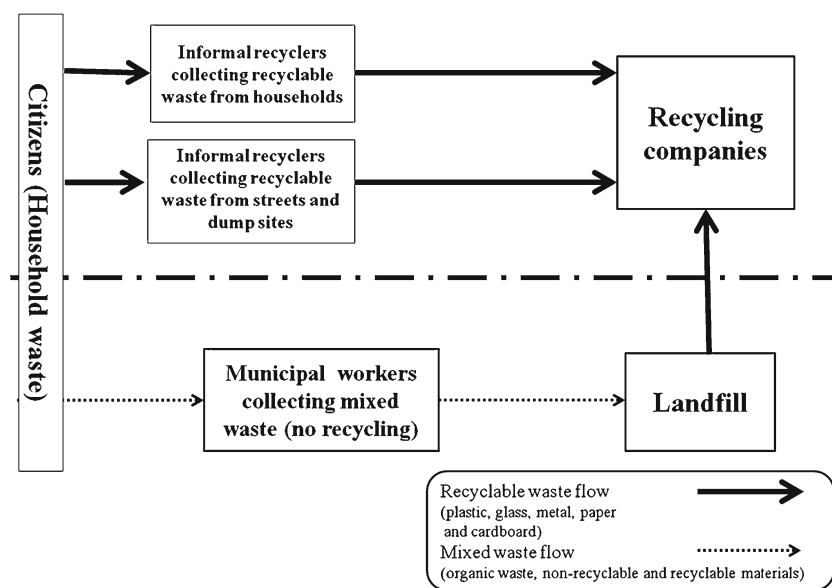 Citizens (Household waste)
Informal recyclers
collecting recyclable
waste from households
Informal recyclers
collecting recyclable
waste from streets and
dump sites
Recycling
companies
Municipal workers
collecting mixed
waste (no recycling)
Landfill
Recyclable waste flow
(plastic, glass, metal, paper
and cardboard)
Mixed waste flow
(organic waste, non-recyclable and recyclable materials)